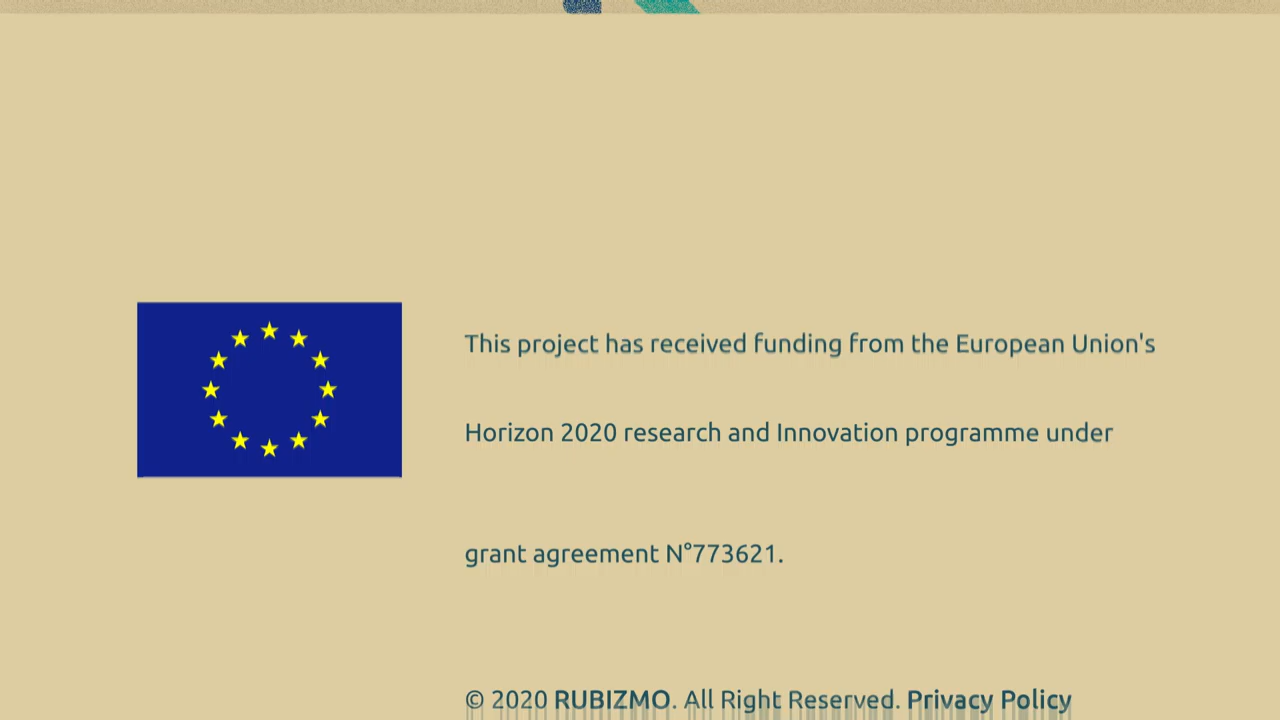 This project has received funding from the European Union's
Horizon 2020 research and Innovation programme under
grant agreement N°773621.
© 2020 RUBIZMO. All Right Reserved. Privacy Policy